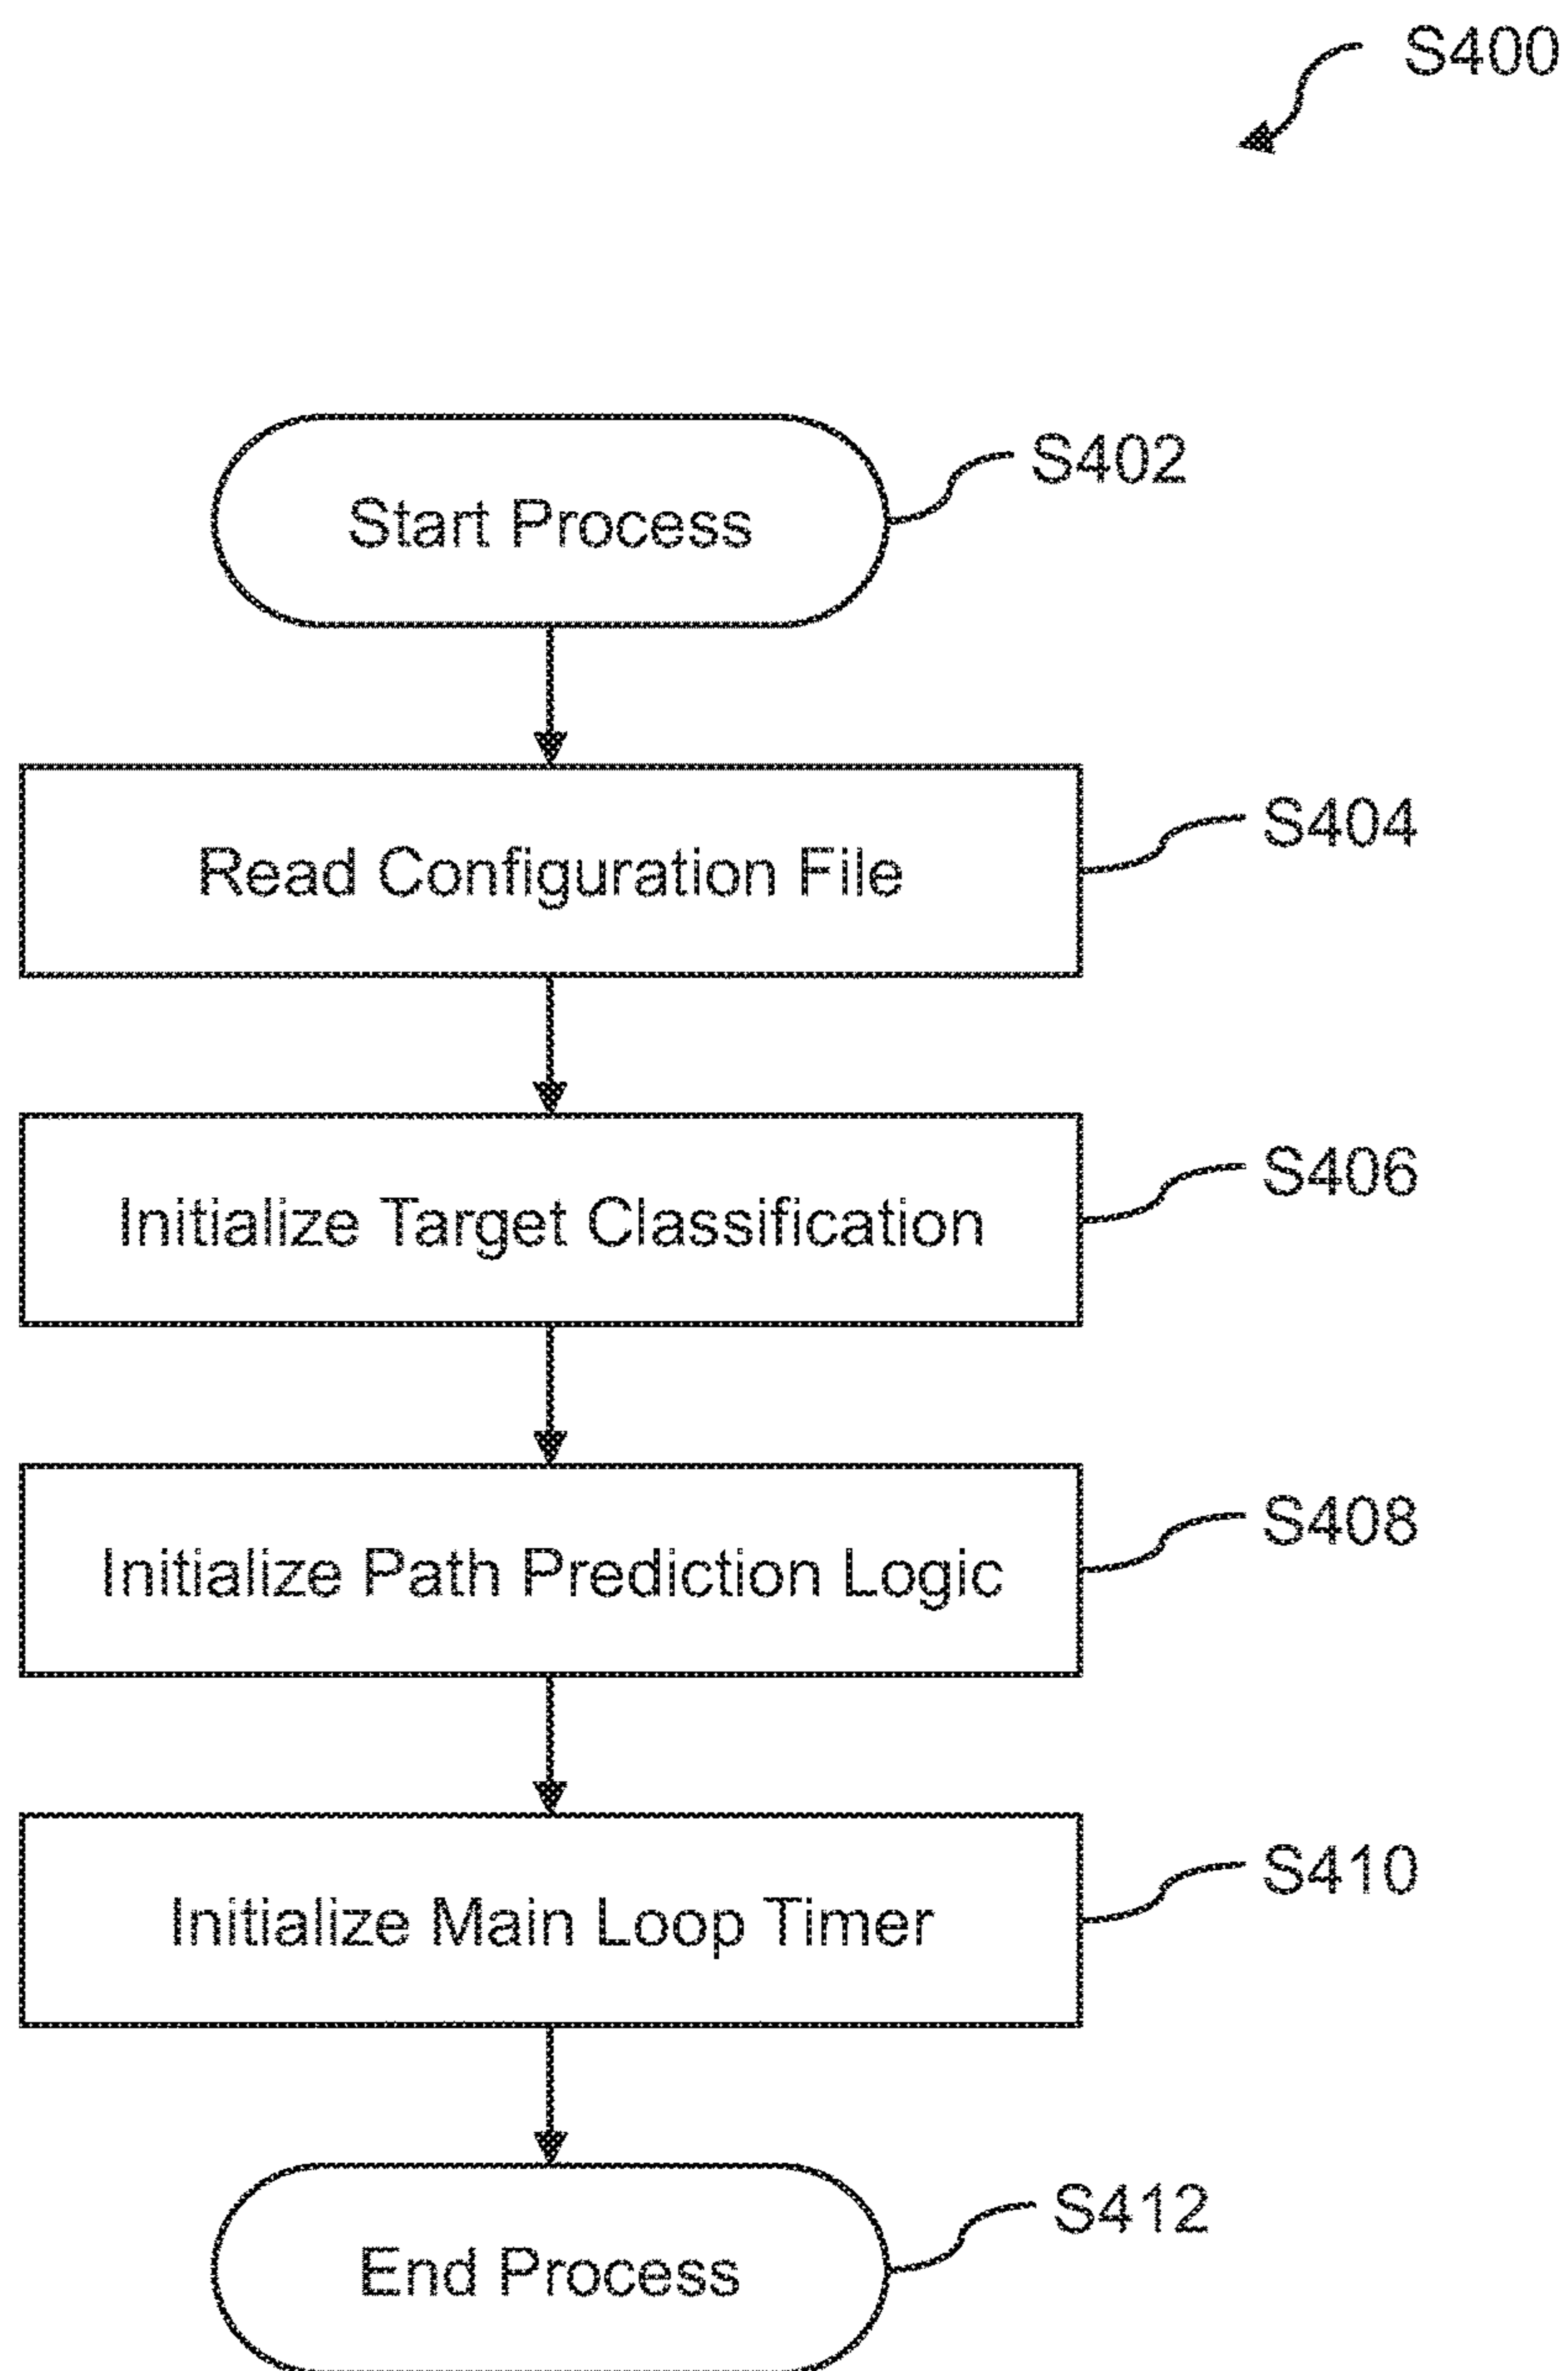 S400
Start Process
S402
Read Configuration File
S404
Initialize Target Classification
S406
Initialize Path Prediction Logic
S408
Initialize Main Loop Timer
S410
End Process
S412